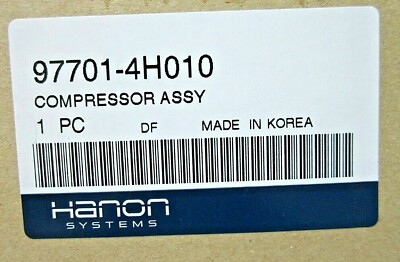 97701-4H010
COMPRESSOR ASSY
1 PC DF MADE IN KOREA
Hanon
SYSTEMS